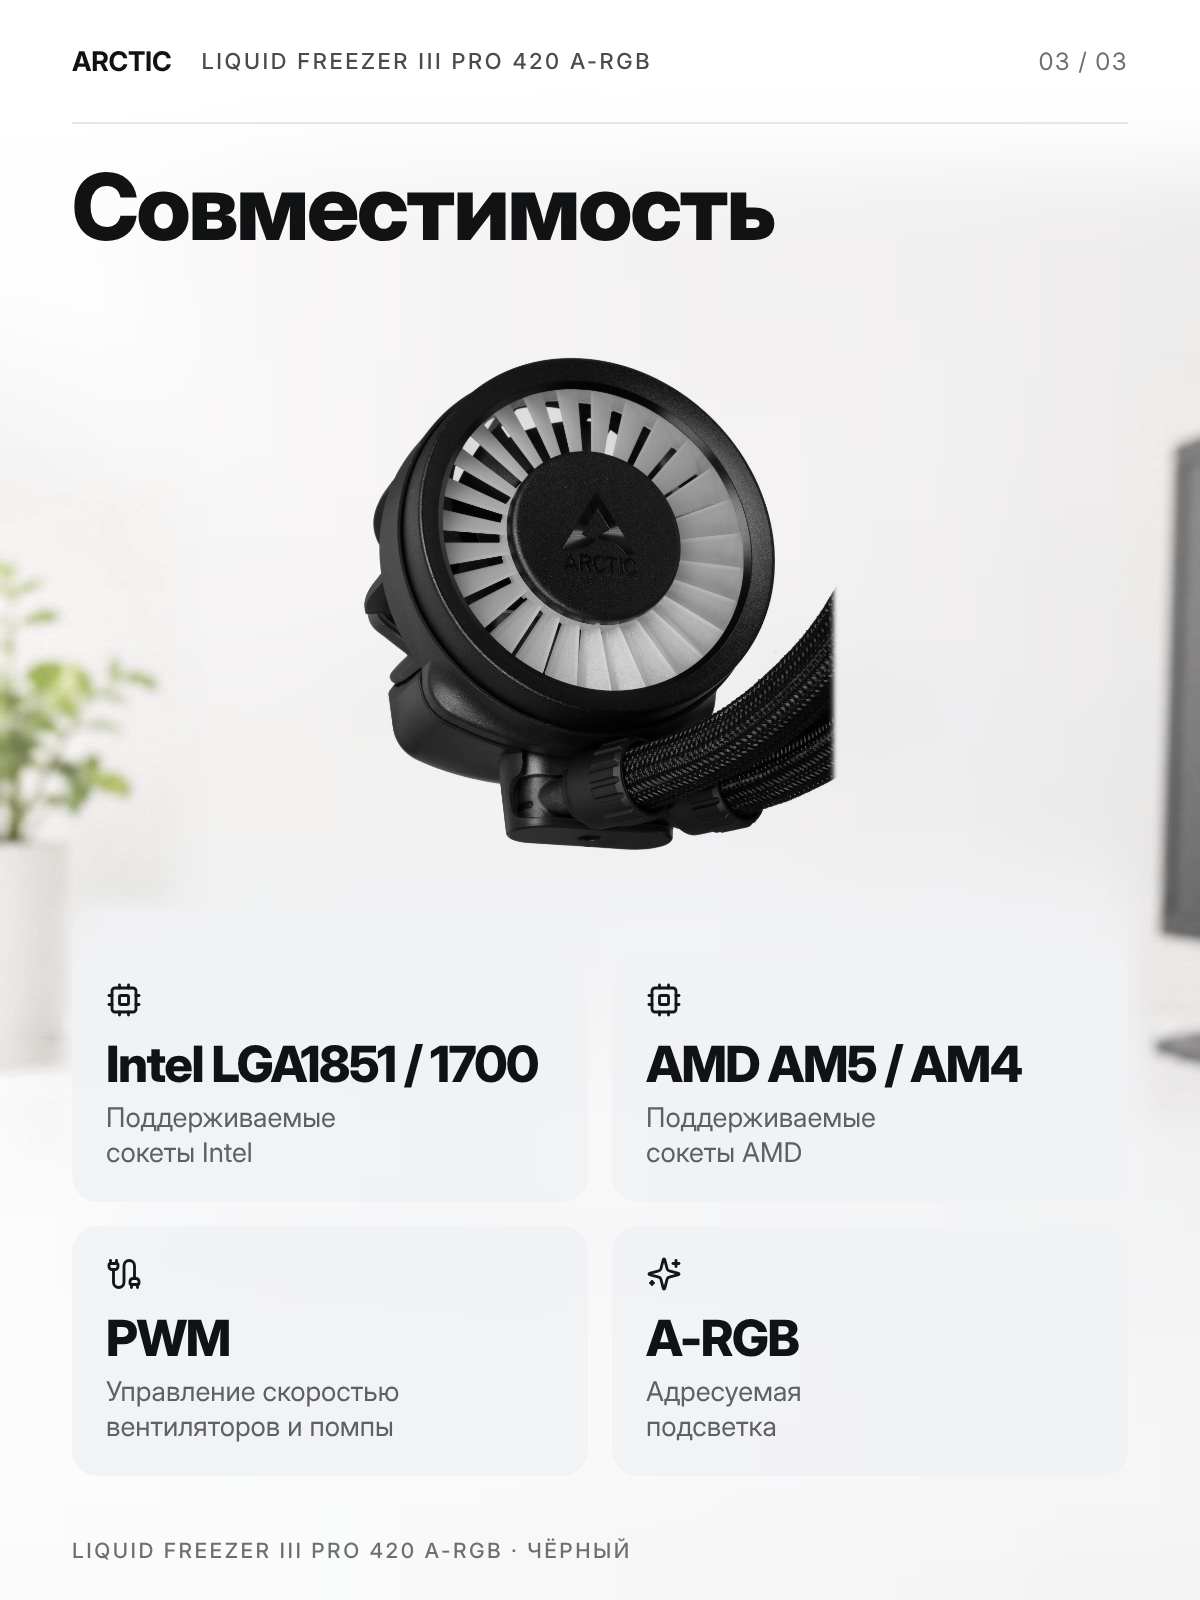 ARCTIC LIQUID FREEZER III PRO 420 A-RGB 03 / 03
Совместимость
ARCTIC
Intel LGA1851 / 1700
Поддерживаемые
сокеты Intel
AMD AM5 / AM4
Поддерживаемые
сокеты AMD
PWM
Управление скоростью
вентиляторов и помпы
A-RGB
Адресуемая
подсветка
LIQUID FREEZER III PRO 420 A-RGB · ЧЁРНЫЙ